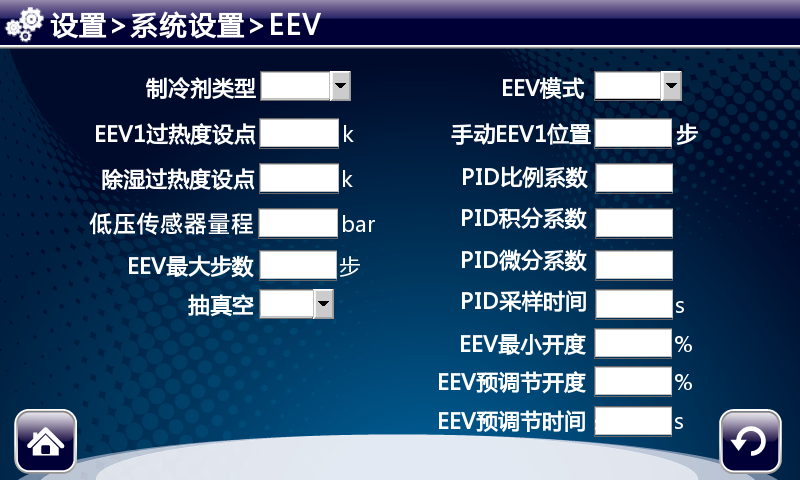 设置>系统设置>EEV
制冷剂类型
EEV1过热度设点 k
除湿过热度设点 k
低压传感器量程 bar
EEV最大步数 步
抽真空
EEV模式
手动EEV1位置 步
PID比例系数
PID积分系数
PID微分系数
PID采样时间 s
EEV最小开度 %
EEV预调节开度 %
EEV预调节时间 s